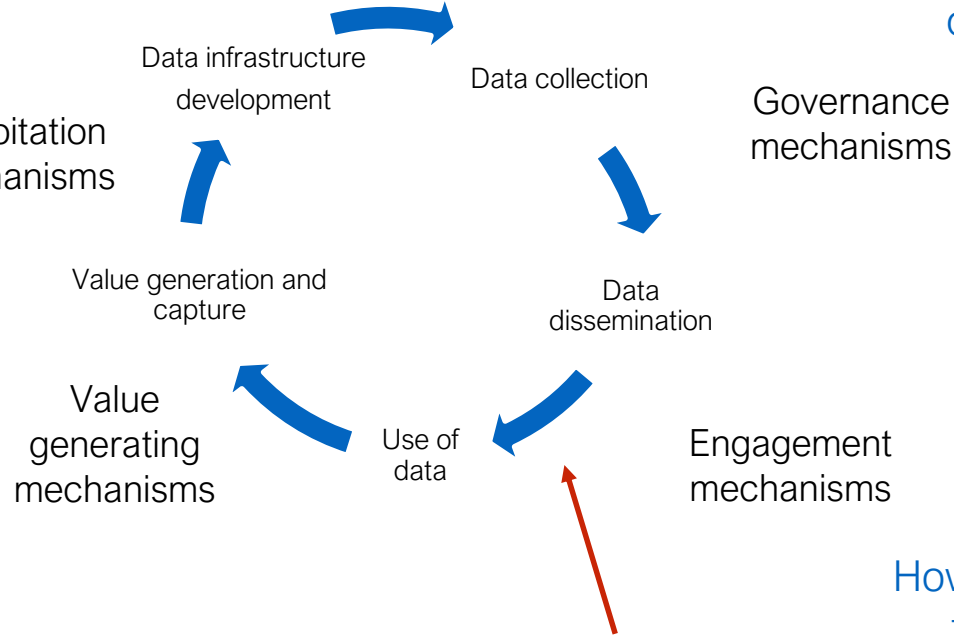 Data infrastructure
development
Data collection
Governance
mechanisms
Value generation and
capture
Data
dissemination
Value
generating
mechanisms
Use of
data
Engagement
mechanisms